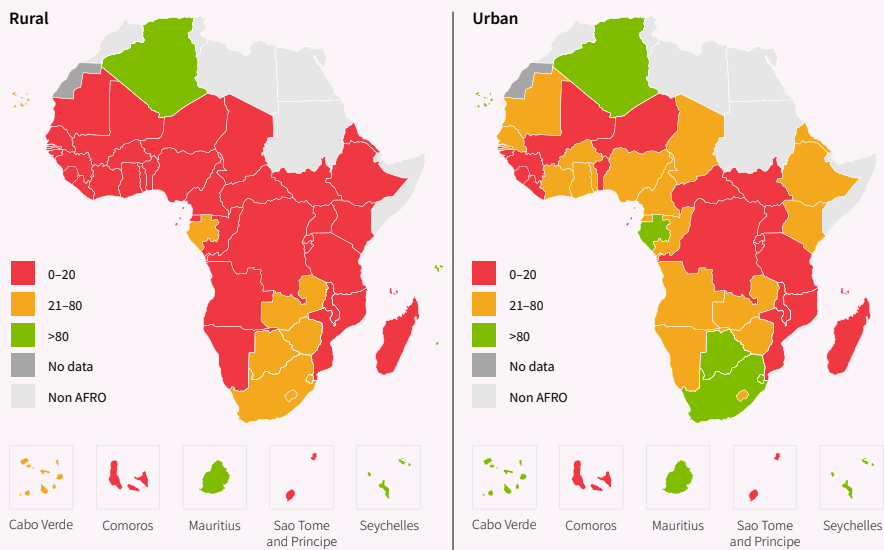 Rural
0–20
21–80
>80
No data
Non AFRO
Cabo Verde
Comoros
Mauritius
Sao Tome
and Principe
Seychelles
Urban
0–20
21–80
>80
No data
Non AFRO
Cabo Verde
Comoros
Mauritius
Sao Tome
and Principe
Seychelles